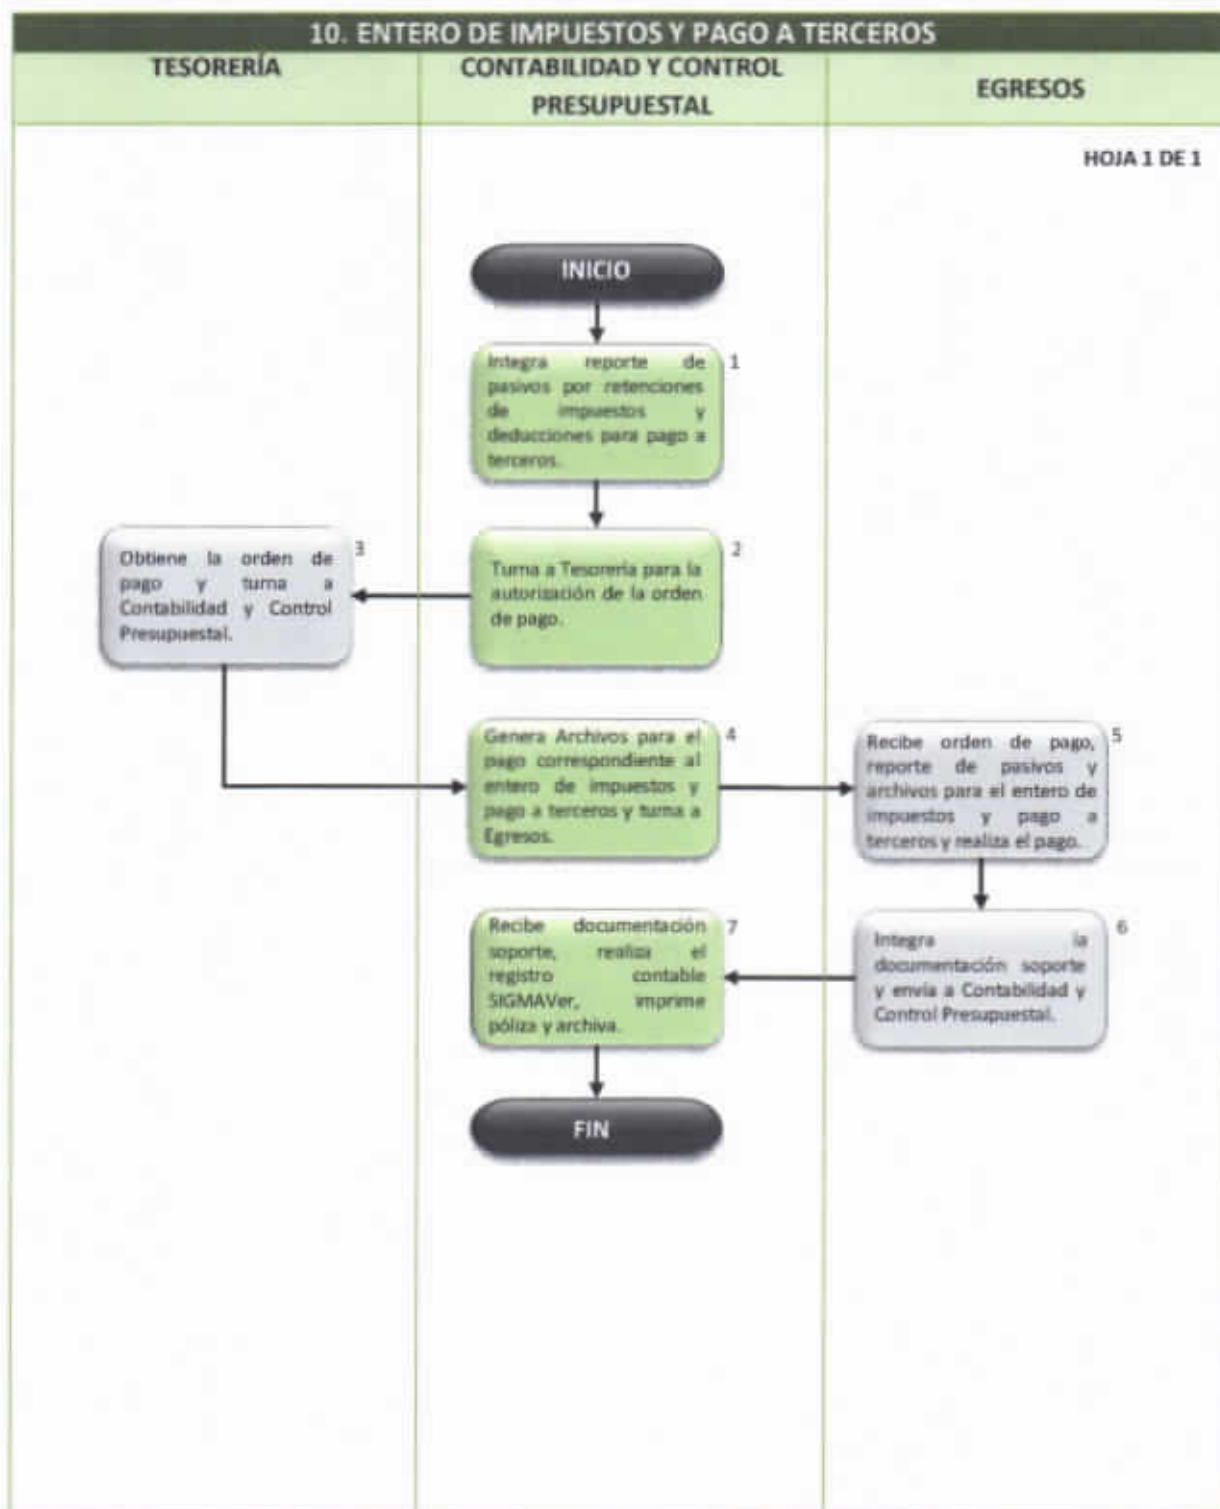 10. ENTERO DE IMPUESTOS Y PAGO A TERCEROS
TESORERÍA
CONTABILIDAD Y CONTROL
PRESUPUESTAL
EGRESOS
HOJA 1 DE 1
INICIO
1
Integra reporte de
pasivos por retenciones
de impuestos y
deducciones para pago a
terceros.
2
Turna a Tesorería para la
autorización de la orden
de pago.
3
Obtiene la orden de
pago y turna a
Contabilidad y Control
Presupuestal.
4
Genera Archivos para el
pago correspondiente al
entero de impuestos y
pago a terceros y turna a
Egresos.
5
Recibe orden de pago,
reporte de pasivos y
archivos para el entero de
impuestos y pago a
terceros y realiza el pago.
6
Integra la
documentación soporte
y envía a Contabilidad y
Control Presupuestal.
7
Recibe documentación
soporte, realiza el
registro contable
SIGMAVer, imprime
póliza y archiva.
FIN